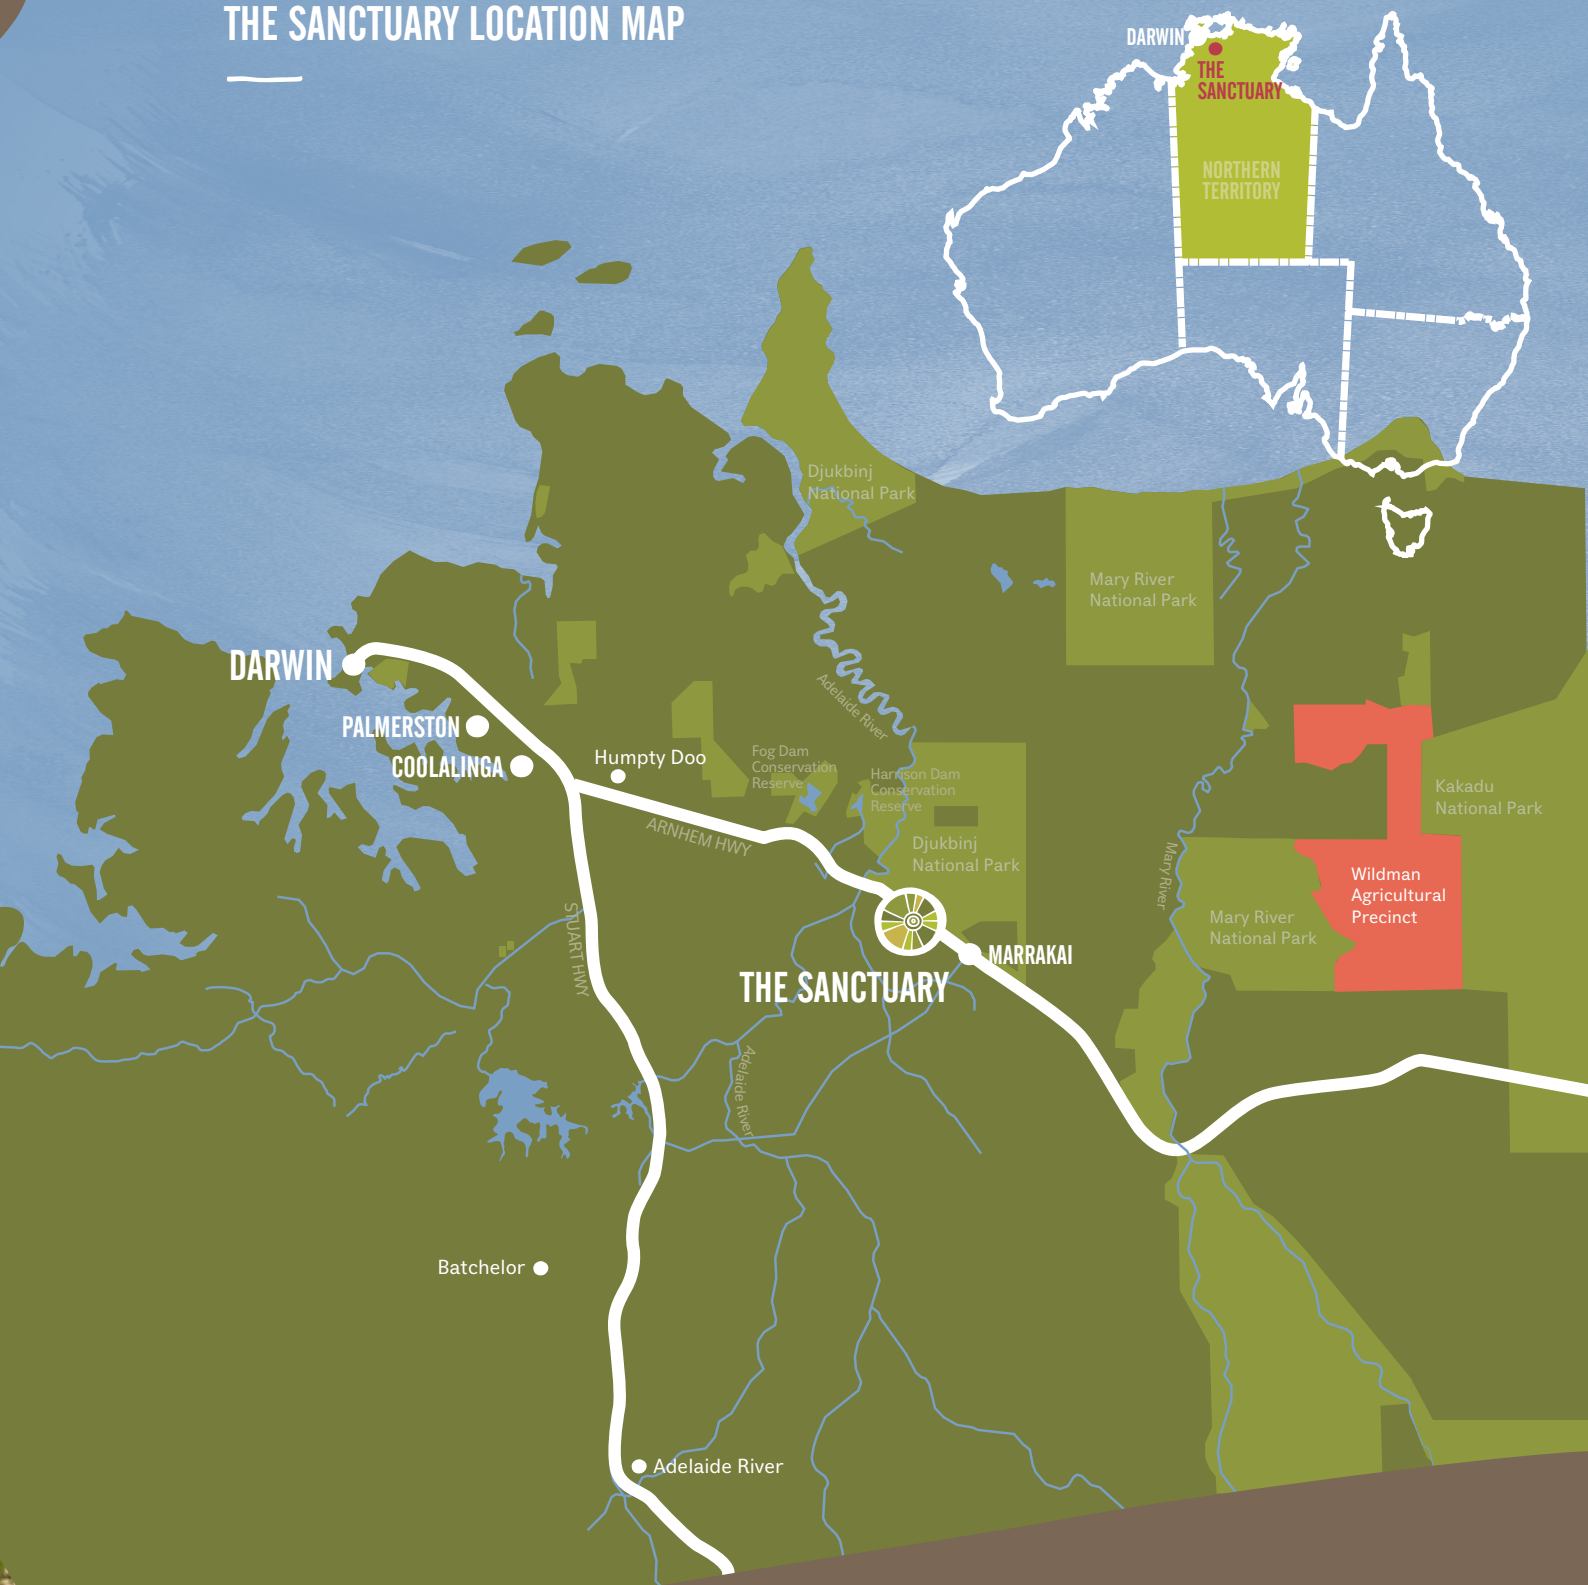 THE SANCTUARY LOCATION MAP
DARWIN
THE
SANCTUARY
NORTHERN
TERRITORY
Djukbinj
National Park
Mary River
National Park
DARWIN
Adelaide River
PALMERSTON
COOLALINGA
Humpty Doo
Fog Dam
Conservation
Reserve
Harrison Dam
Conservation
Reserve
Kakadu
National Park
ARNHEM HWY
Djukbinj
National Park
Mary River
Wildman
Agricultural
Precinct
Mary River
National Park
STUART HWY
MARRAKAI
THE SANCTUARY
Adelaide River
Batchelor
Adelaide River